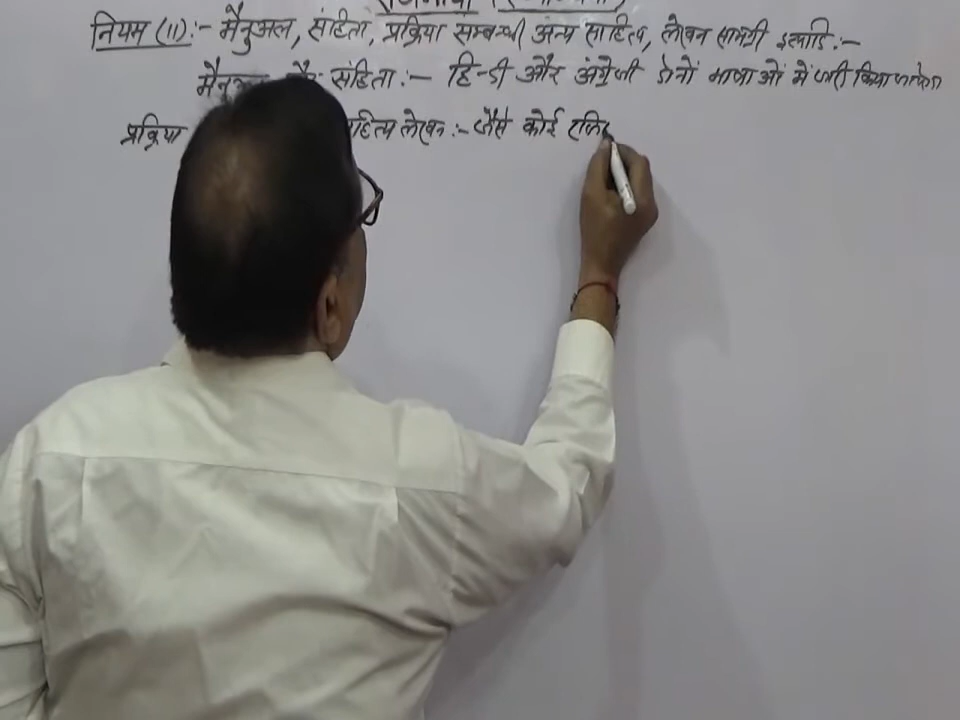 नियम (11):- मैनुअल, संहिता, प्रक्रिया सम्बन्धी अन्य साहित्य, लेखन सामग्री इत्यादि:-
संहिता:- हिन्दी और अंग्रेजी दोनों भाषाओं में जारी किया जायेगा
प्रक्रिया लेखन:- जैसे कोई